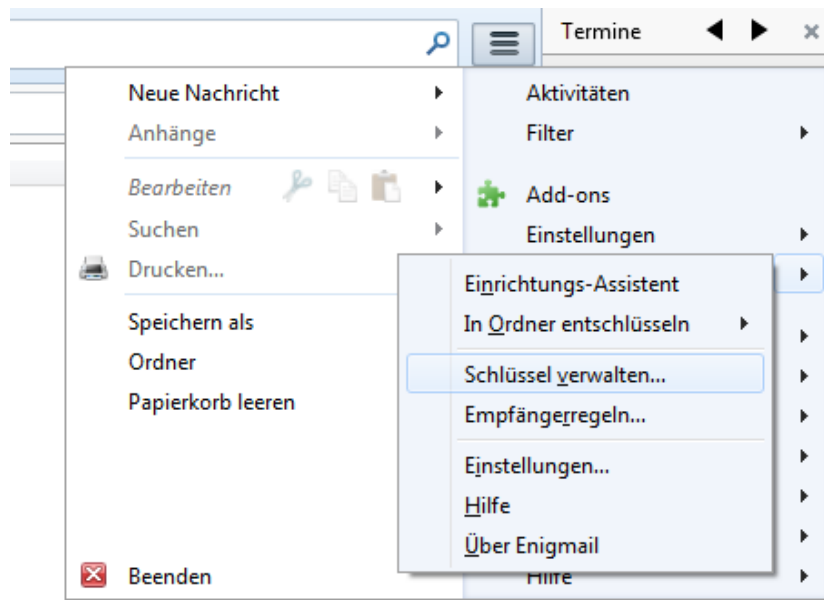 Termine
Neue Nachricht
Anhänge
Bearbeiten
Suchen
Drucken...
Speichern als
Ordner
Papierkorb leeren
Beenden
Aktivitäten
Filter
Add-ons
Einstellungen
Einrichtungs-Assistent
In Ordner entschlüsseln
Schlüssel verwalten...
Empfängerregeln...
Einstellungen...
Hilfe
Über Enigmail
Hilfe